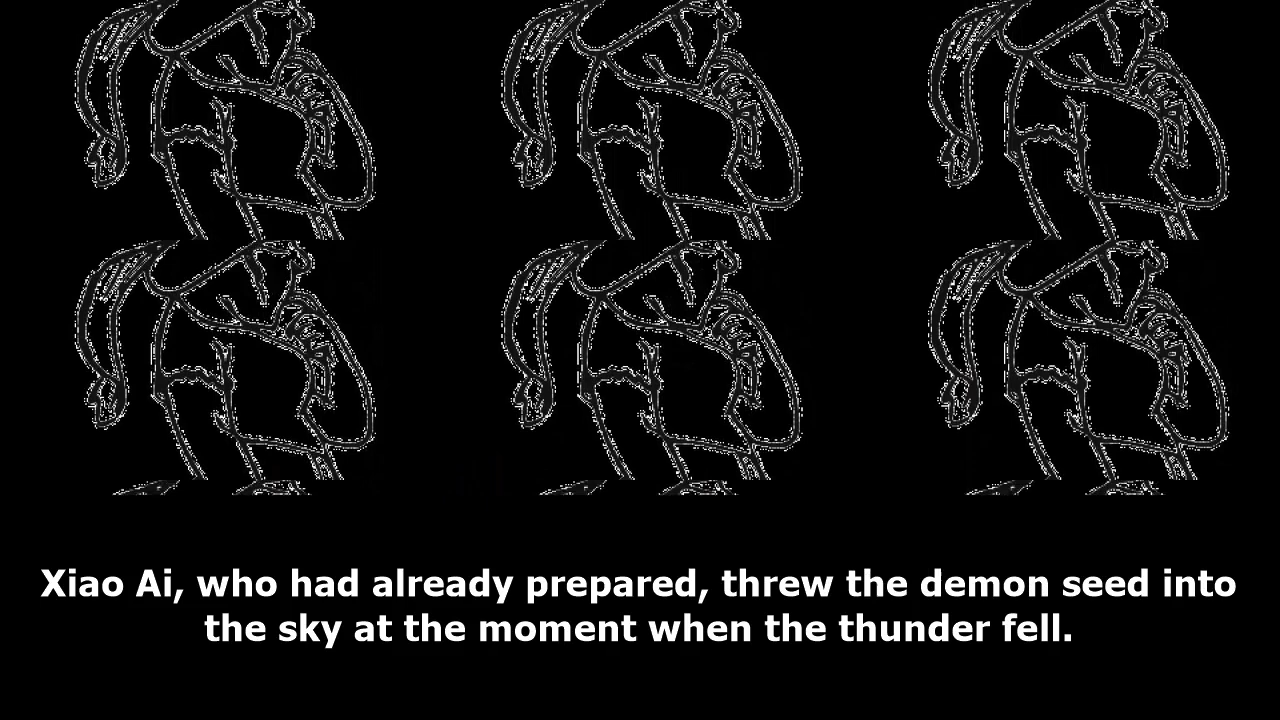 Xiao Ai, who had already prepared, threw the demon seed into
the sky at the moment when the thunder fell.